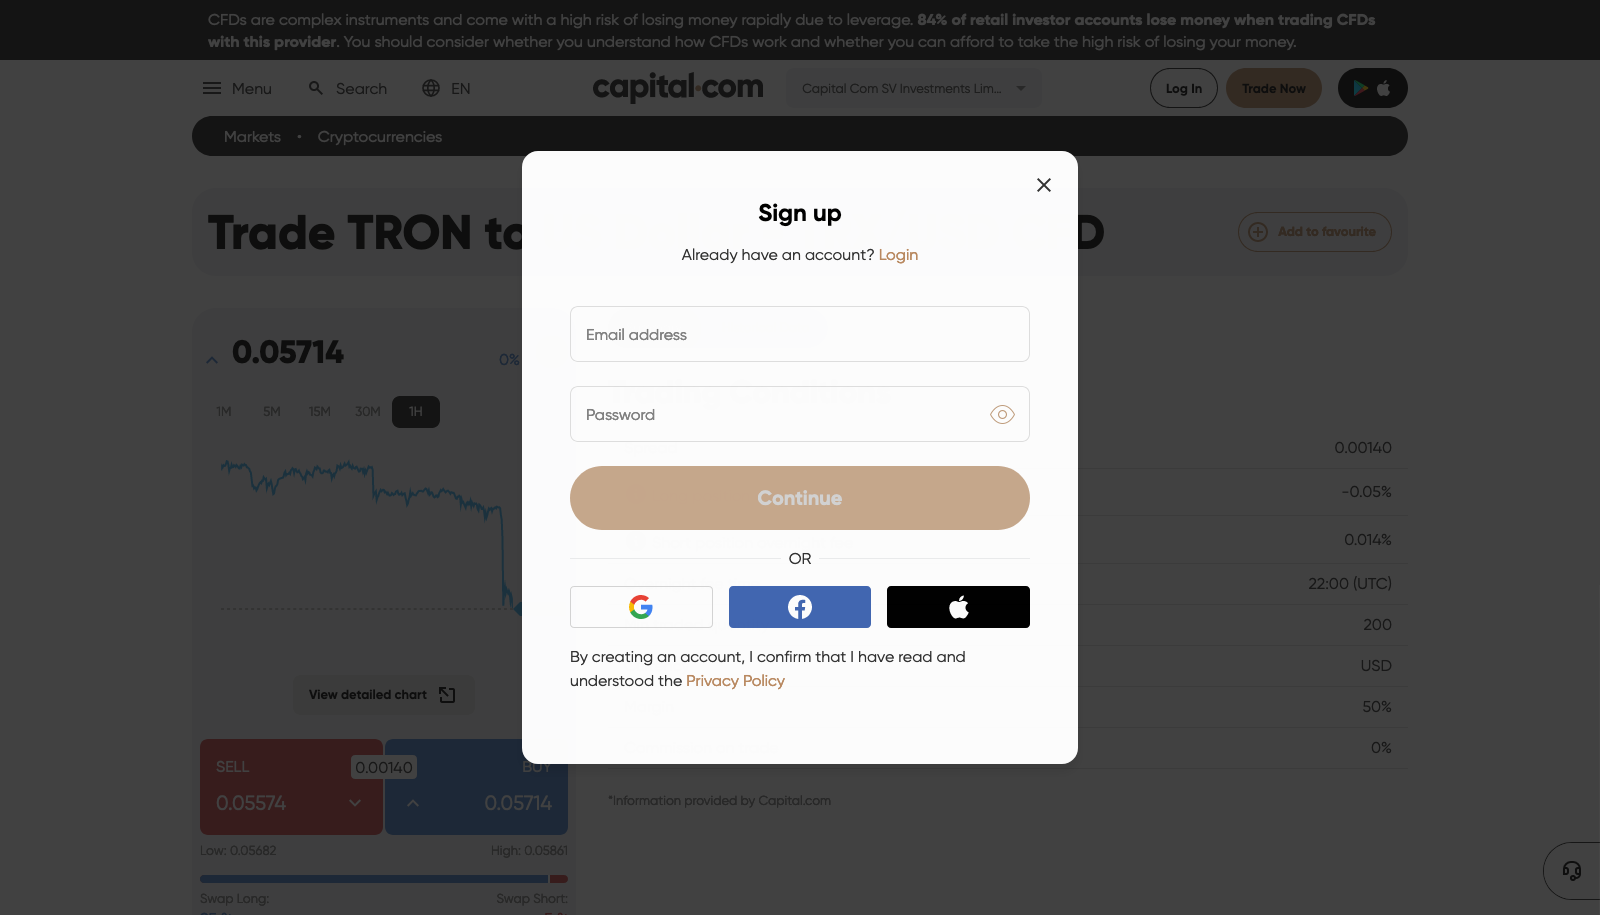 CFDs are complex instruments and come with a high risk of losing money rapidly due to leverage. 84% of retail investor accounts lose money when trading CFDs
with this provider. You should consider whether you understand how CFDs work and whether you can afford to take the high risk of losing your money.
Menu Search EN capital.com Capital Com SV Investments Lim... Log In Trade Now
Markets • Cryptocurrencies
Sign up
Already have an account? Login
Email address
Password
Continue
OR
By creating an account, I confirm that I have read and
understood the Privacy Policy
Trade TRON to D Add to favourite
0.05714 0%
1M 5M 15M 30M 1H
View detailed chart
SELL 0.00140 BUY
0.05574 0.05714
Low: 0.05682 High: 0.05861
Swap Long: Swap Short:
0.00140
-0.05%
0.014%
22:00 (UTC)
200
USD
50%
0%
*Information provided by Capital.com